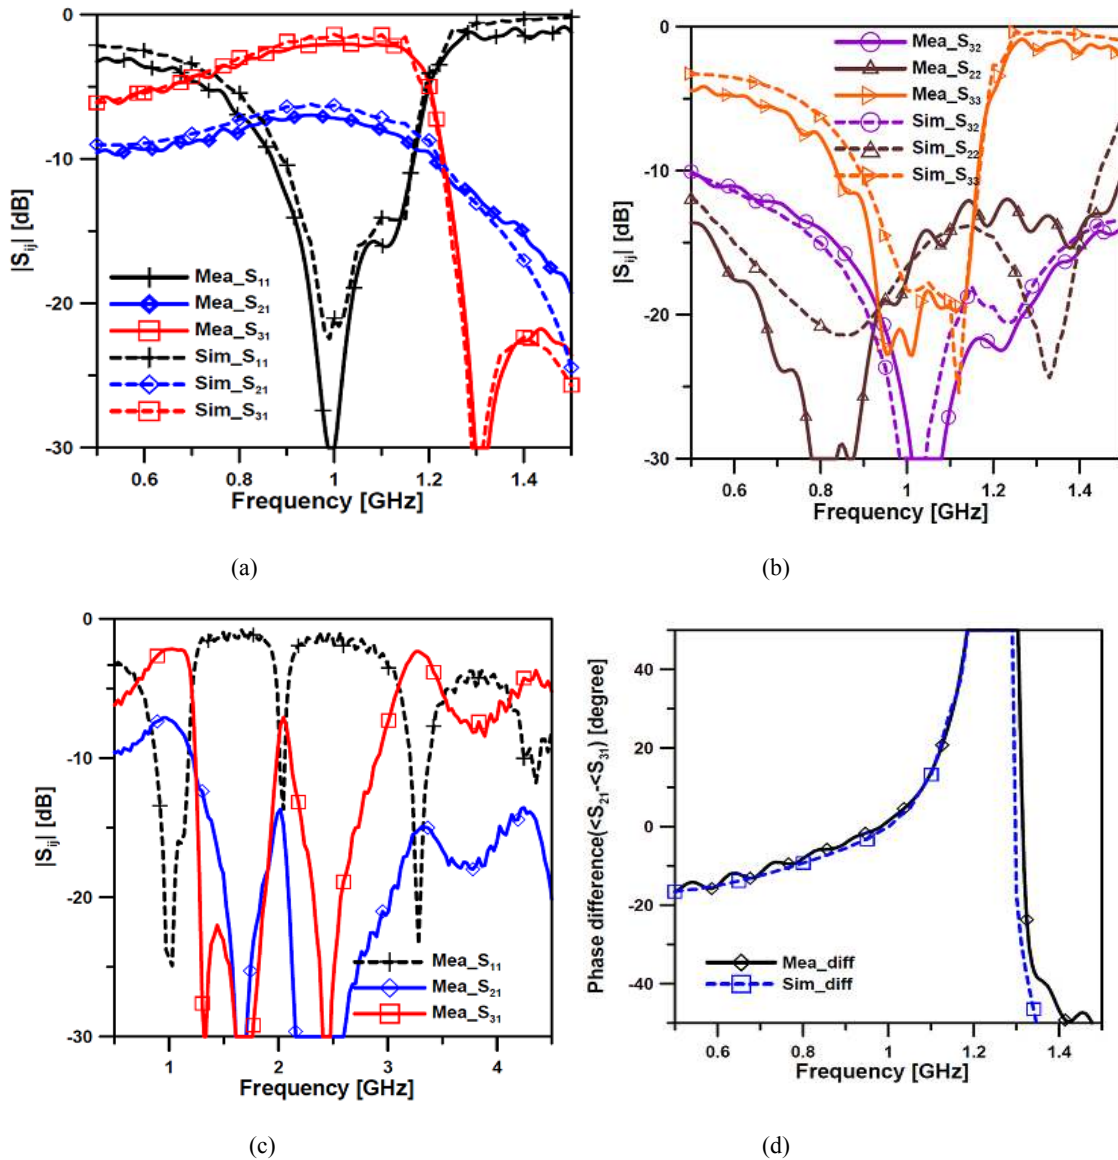 0
-10
-20
-30
|Sij| [dB]
Mea_S11
Mea_S21
Mea_S31
Sim_S11
Sim_S21
Sim_S31
0.6 0.8 1 1.2 1.4
Frequency [GHz]
(a)
0
-10
-20
-30
|Sij| [dB]
Mea_S32
Mea_S22
Mea_S33
Sim_S32
Sim_S22
Sim_S33
0.6 0.8 1 1.2 1.4
Frequency [GHz]
(b)
0
-10
-20
-30
|Sij| [dB]
Mea_S11
Mea_S21
Mea_S31
1 2 3 4
Frequency [GHz]
(c)
40
20
0
-20
-40
Phase difference(<S21-<S31) [degree]
Mea_diff
Sim_diff
0.6 0.8 1 1.2 1.4
Frequency [GHz]
(d)